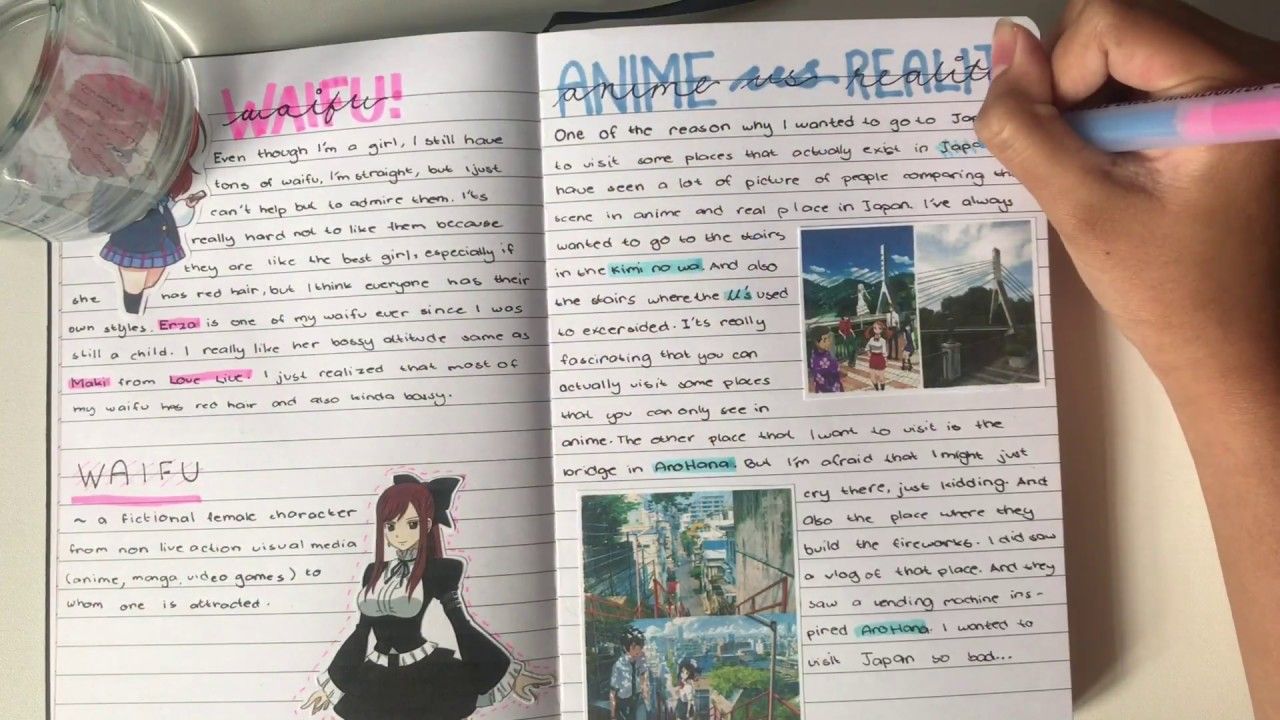 WAIFU!
waifu
Even though I'm a girl, I still have
tons of waifu. I'm straight, but i just
can't help but to admire them. I'ts
really hard not to like them because
they are like the best girl, especially if
she has red hair, but I think everyone has their
own styles. Erza is one of my waifu ever since I was
still a child. I really like her bossy attitude same as
Maki from Love Live. I just realized that most of
my waifu has red hair and also kinda bossy.
WAIFU
~ a fictional female character
from non live action visual media
(anime, manga, video games) to
whom one is attracted.
ANIME vs REALIT
anime vs realit
One of the reason why I wanted to go to Jap
to visit some places that actually exist in Japa
have seen a lot of picture of people comparing th
scene in anime and real place in Japan. I've always
wanted to go to the stairs
in the Kimi no wa. And also
the stairs where the U's used
to excersided. I'ts really
fascinating that you can
actually visit some places
that you can only see in
anime. The other place that I want to visit is the
bridge in AnoHana. But I'm afraid that I might just
cry there, just kidding. And
also the place where they
build the fireworks. I did saw
a vlog of that place. And they
saw a vending machine ins-
pired AnoHana. I wanted to
visit Japan so bad...